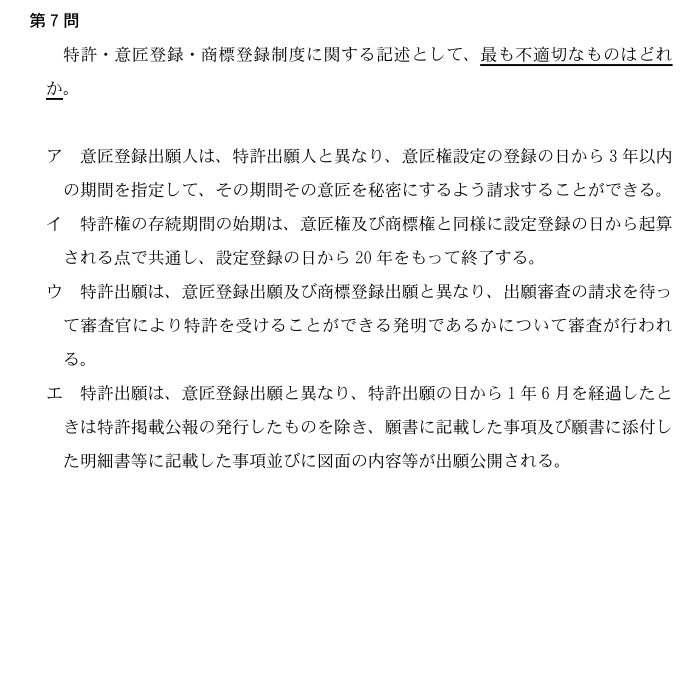 第7問
特許・意匠登録・商標登録制度に関する記述として、最も不適切なものはどれ
か。
ア 意匠登録出願人は、特許出願人と異なり、意匠権設定の登録の日から3年以内
の期間を指定して、その期間その意匠を秘密にするよう請求することができる。
イ 特許権の存続期間の始期は、意匠権及び商標権と同様に設定登録の日から起算
される点で共通し、設定登録の日から20年をもって終了する。
ウ 特許出願は、意匠登録出願及び商標登録出願と異なり、出願審査の請求を待っ
て審査官により特許を受けることができる発明であるかについて審査が行われ
る。
エ 特許出願は、意匠登録出願と異なり、特許出願の日から1年6月を経過したと
きは特許掲載公報の発行したものを除き、願書に記載した事項及び願書に添付し
た明細書等に記載した事項並びに図面の内容等が出願公開される。